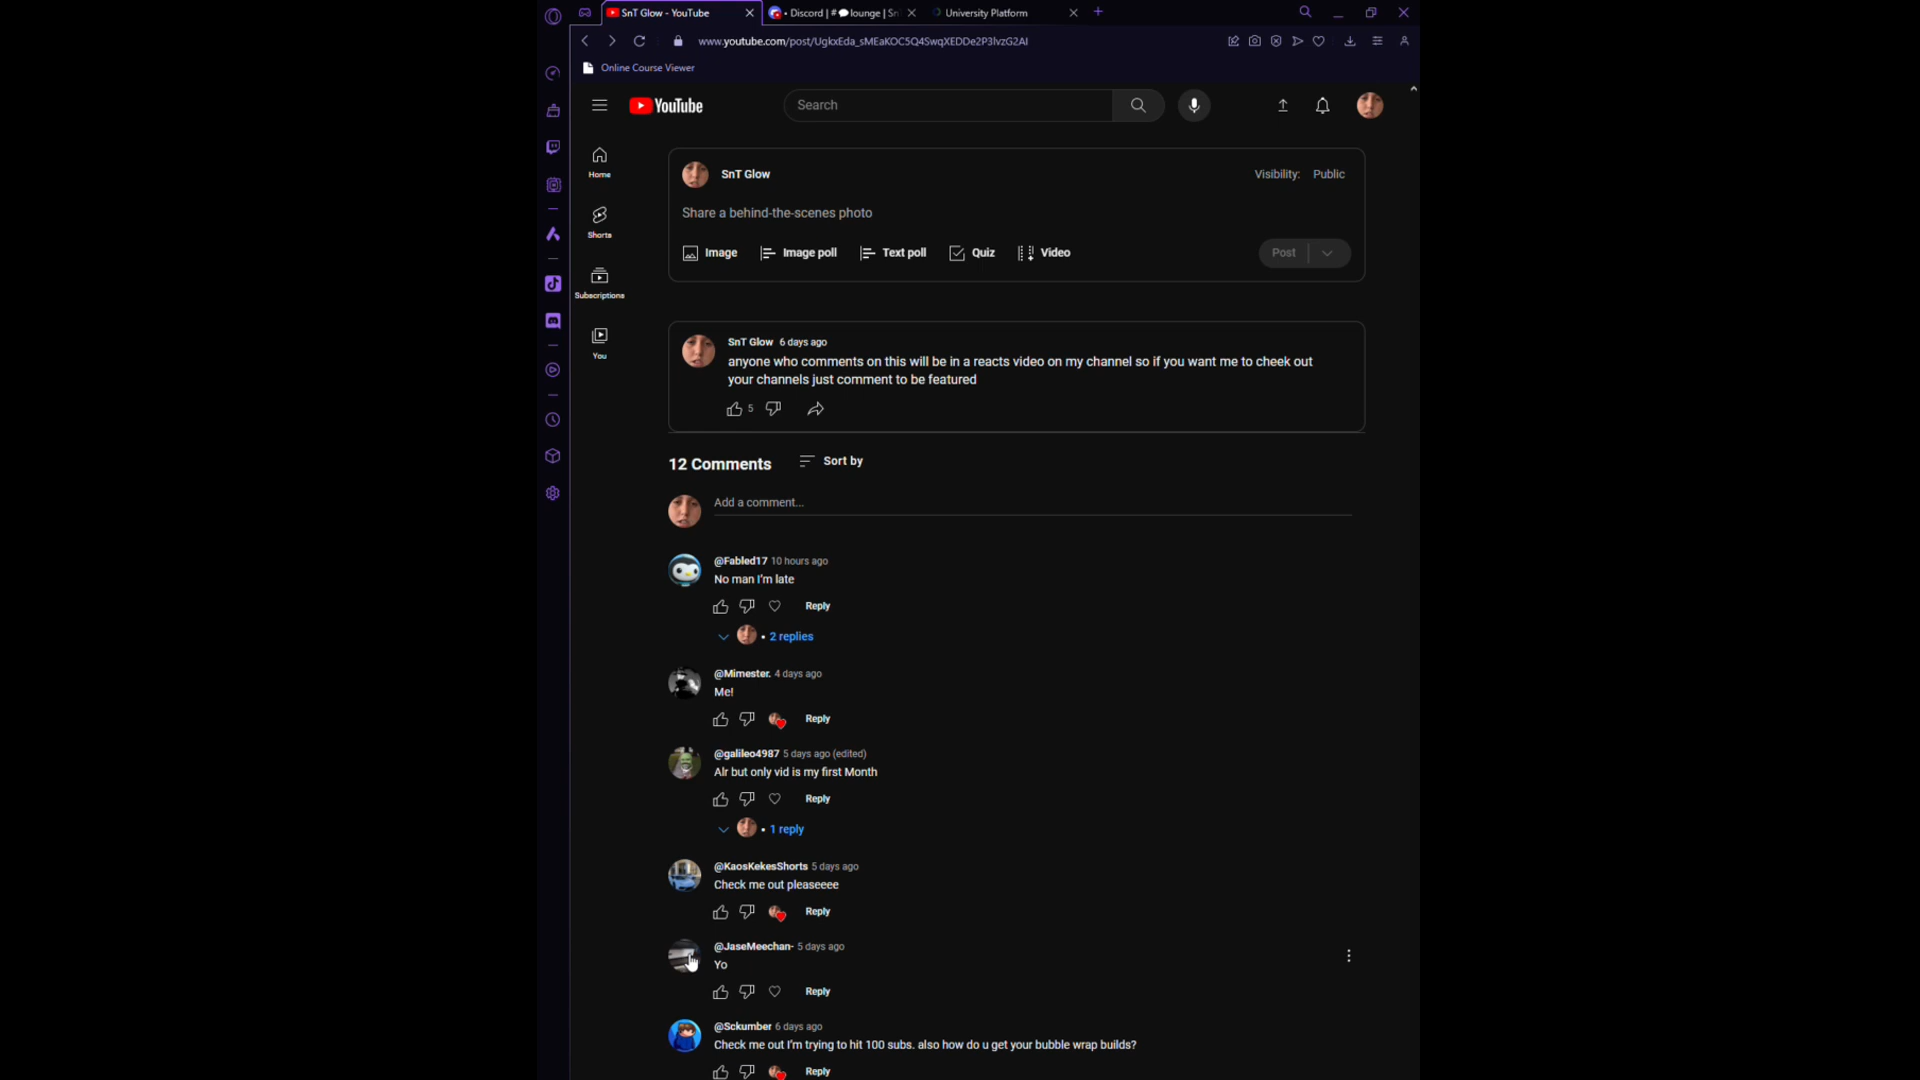 SnT Glow - YouTube
Discord | # lounge | Sn
University Platform
www.youtube.com/post/UgkxEda_sMEaKOC5Q4SwqXEDDe2P3lvzG2AI
Online Course Viewer
YouTube
Search
Home
Shorts
Subscriptions
You
SnT Glow
Visibility: Public
Share a behind-the-scenes photo
Image
Image poll
Text poll
Quiz
Video
Post
SnT Glow 6 days ago
anyone who comments on this will be in a reacts video on my channel so if you want me to cheek out
your channels just comment to be featured
5
12 Comments
Sort by
Add a comment...
@Fabled17 10 hours ago
No man I'm late
Reply
• 2 replies
@Mimester. 4 days ago
Me!
Reply
@galileo4987 5 days ago (edited)
Alr but only vid is my first Month
Reply
• 1 reply
@KaosKekesShorts 5 days ago
Check me out pleaseeee
Reply
@JaseMeechan- 5 days ago
Yo
Reply
@Sckumber 6 days ago
Check me out I'm trying to hit 100 subs. also how do u get your bubble wrap builds?
Reply